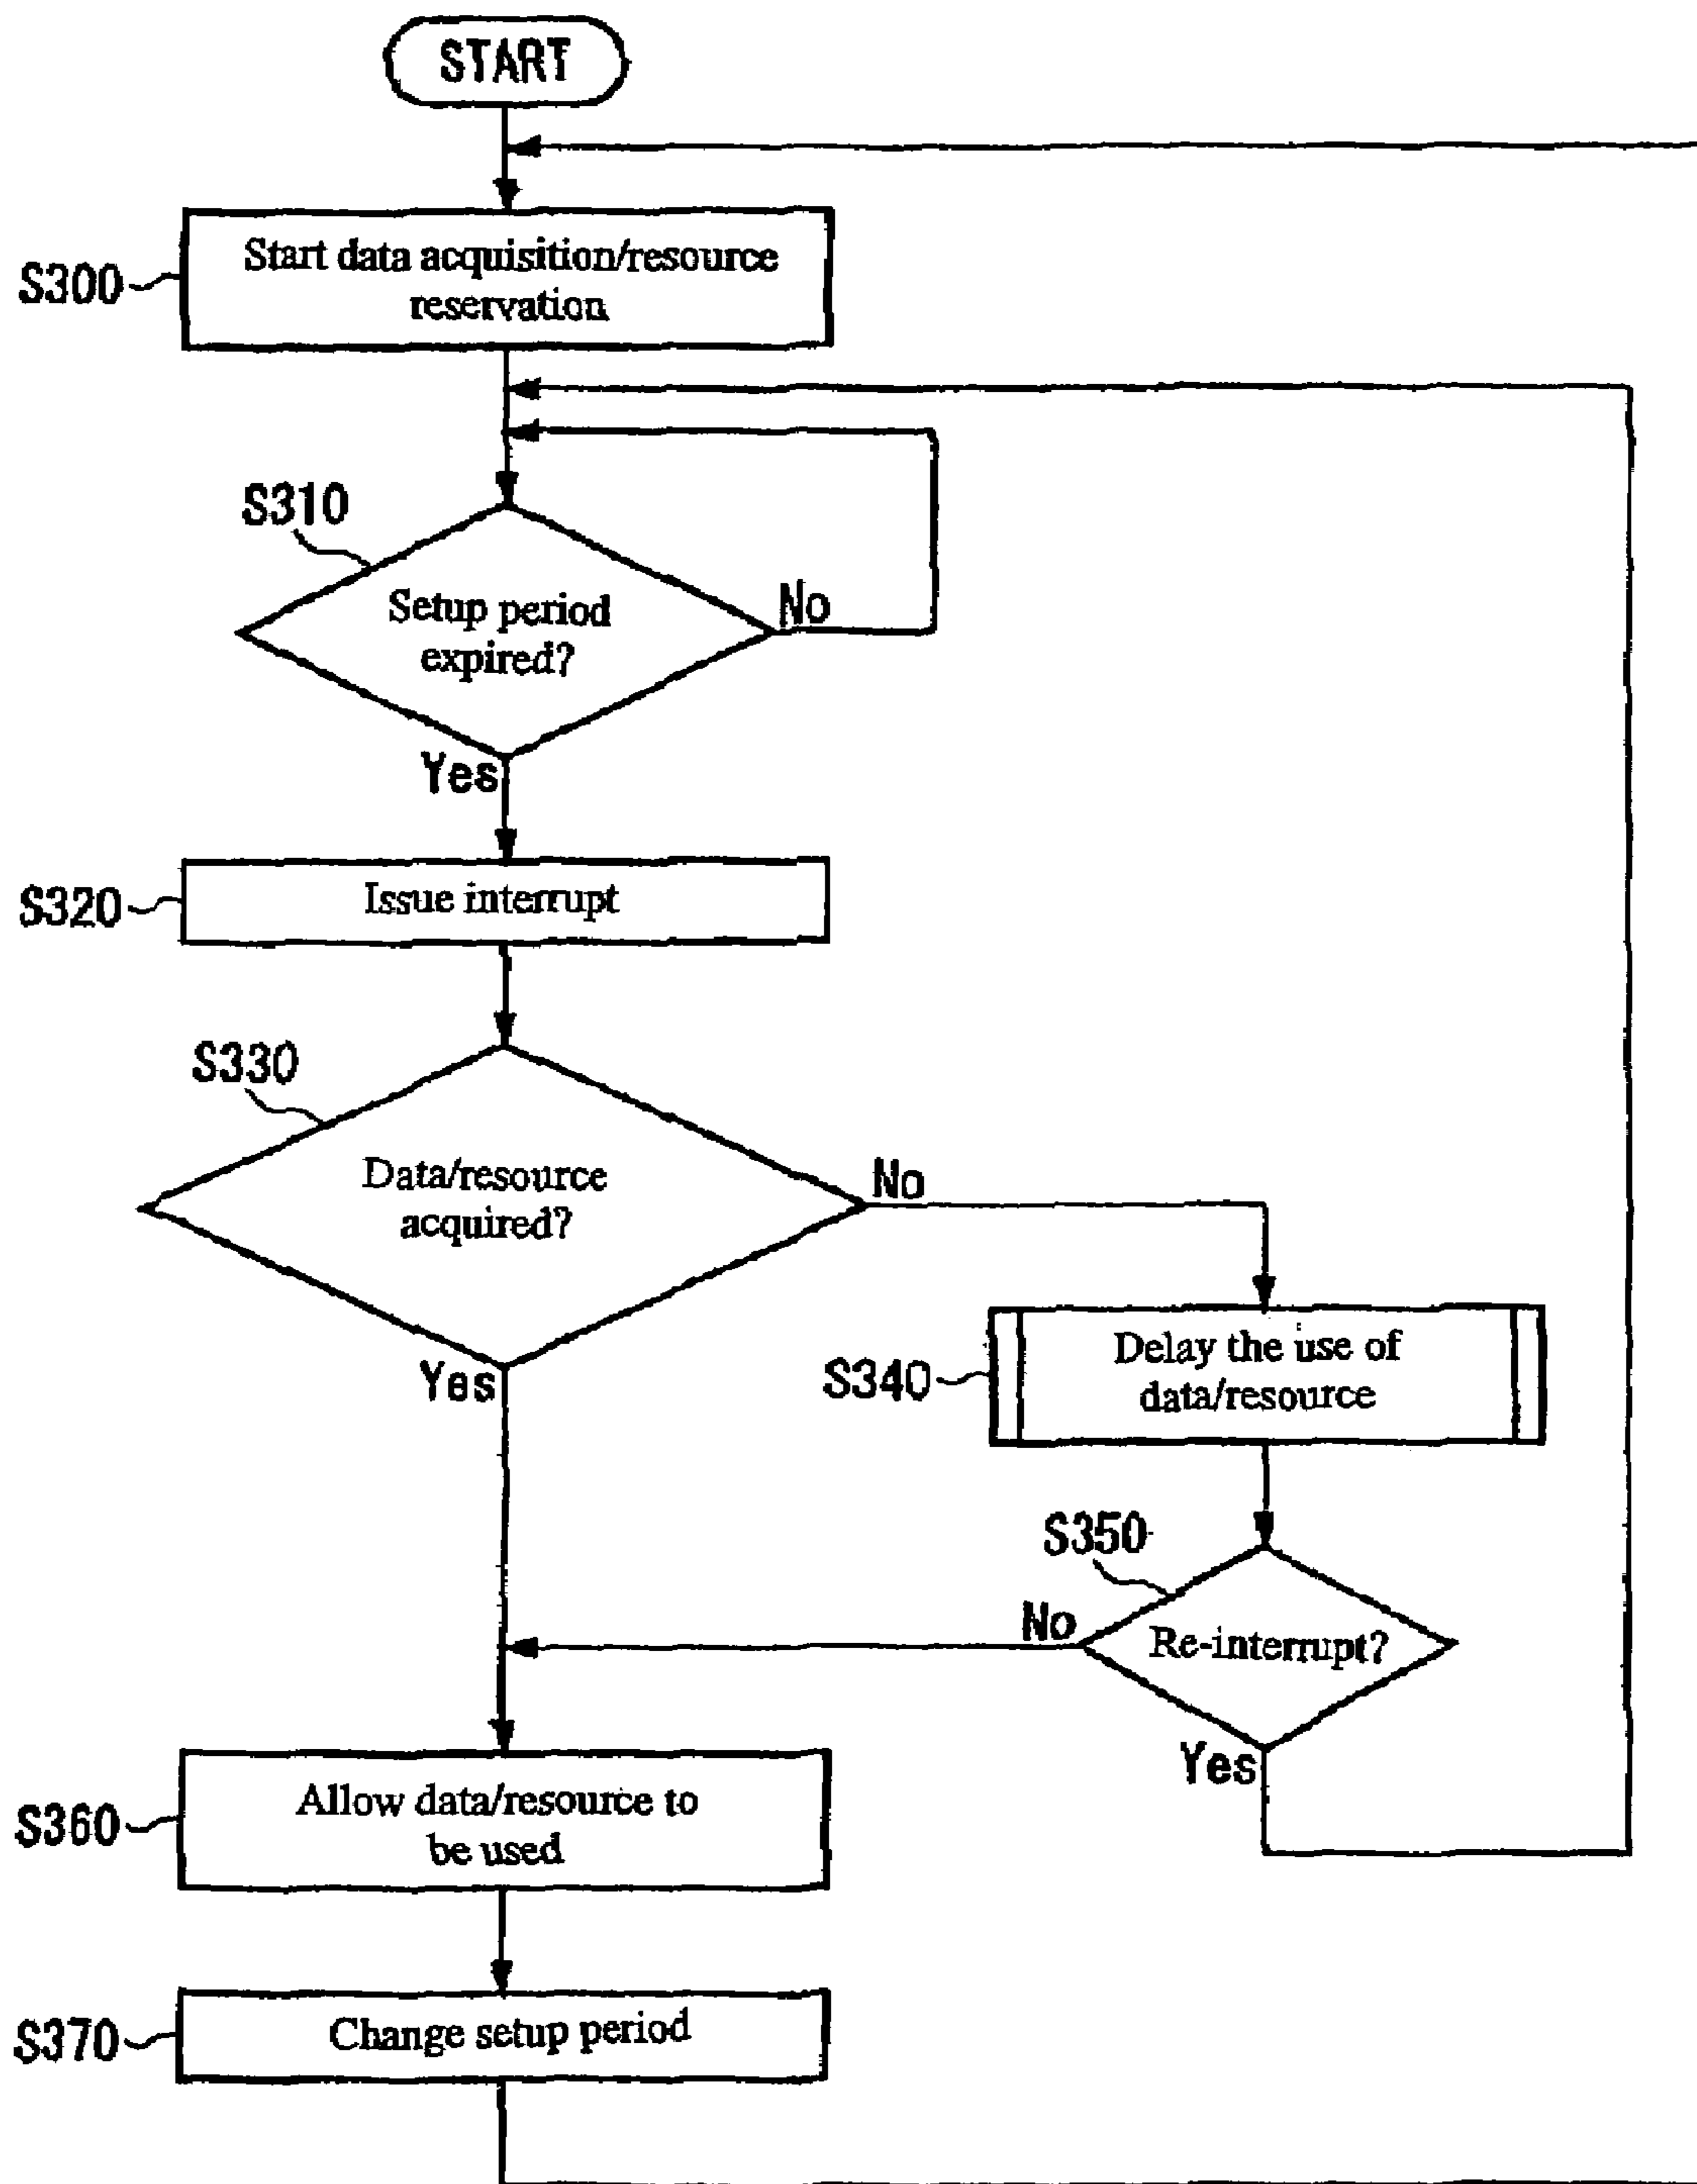 START
S300
Start data acquisition/resource
reservation
S310
Setup period
expired?
No
Yes
S320
Issue interrupt
S330
Data/resource
acquired?
No
Yes
S340
Delay the use of
data/resource
S350
Re-interrupt?
No
Yes
S360
Allow data/resource to
be used
S370
Change setup period